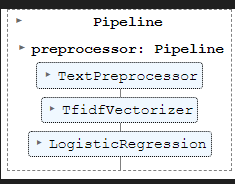 Pipeline
preprocessor: Pipeline
TextPreprocessor
TfidfVectorizer
LogisticRegression